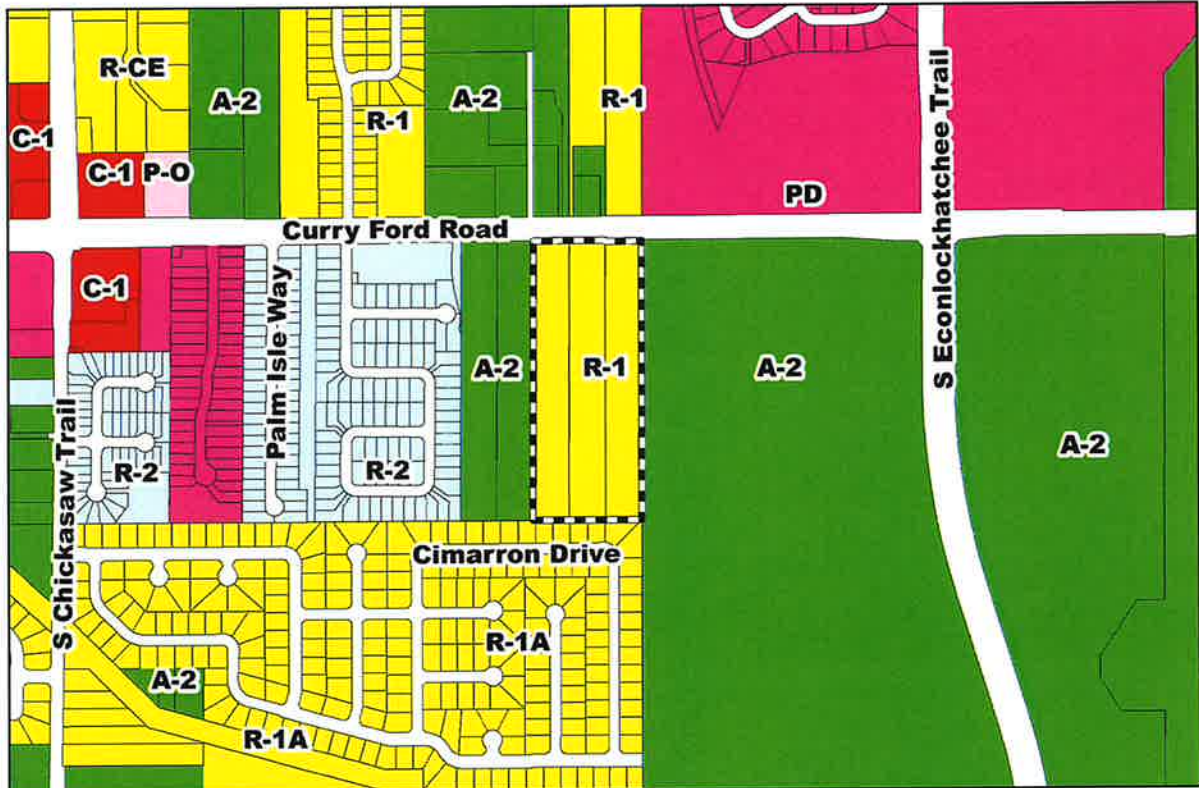 R-CE
A-2
R-1
A-2
R-1
C-1
C-1
P-O
PD
S Econlockhatchee Trail
Curry Ford Road
C-1
Palm Isle Way
A-2
R-1
A-2
A-2
S Chickasaw Trail
R-2
R-2
Cimarron Drive
R-1A
A-2
R-1A